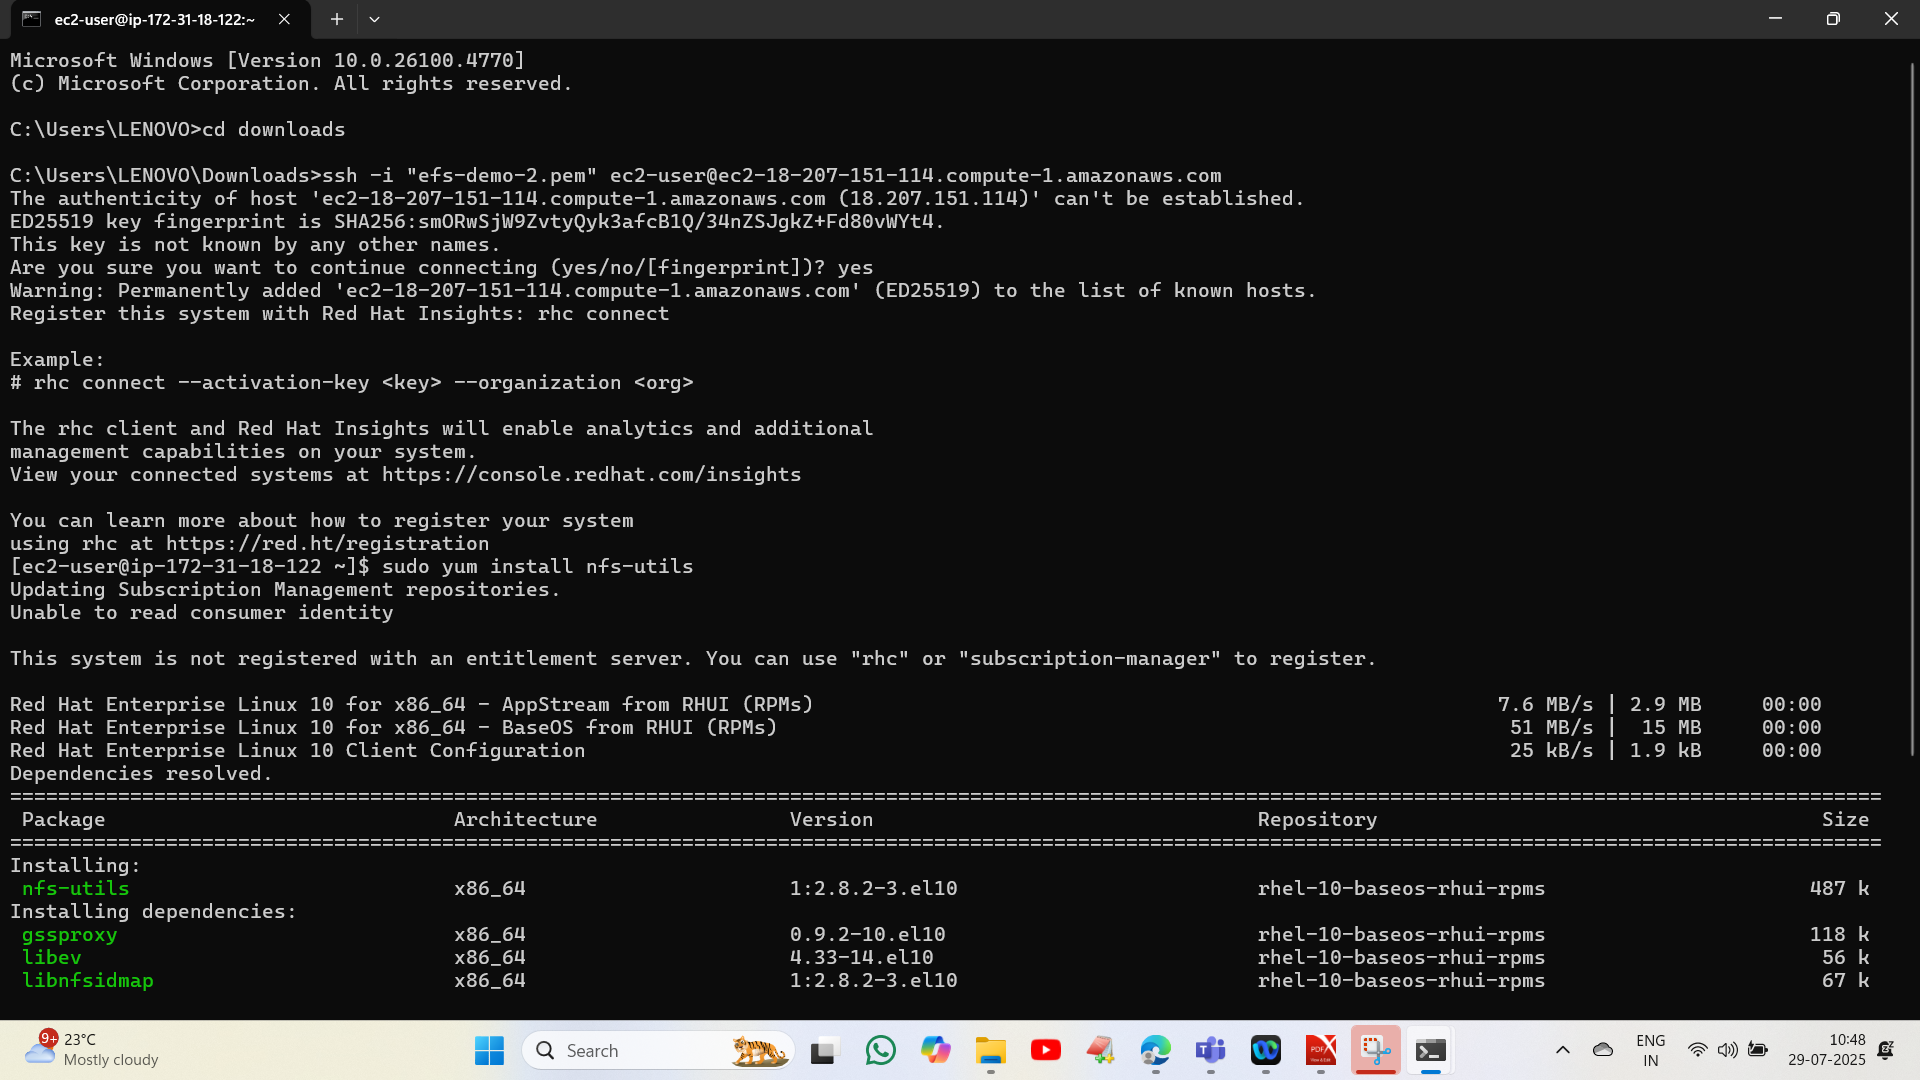 ec2-user@ip-172-31-18-122:~
Microsoft Windows [Version 10.0.26100.4770]
(c) Microsoft Corporation. All rights reserved.
C:\Users\LENOVO>cd downloads
C:\Users\LENOVO\Downloads>ssh -i "efs-demo-2.pem" ec2-user@ec2-18-207-151-114.compute-1.amazonaws.com
The authenticity of host 'ec2-18-207-151-114.compute-1.amazonaws.com (18.207.151.114)' can't be established.
ED25519 key fingerprint is SHA256:smORwSjW9ZvtyQyk3afcB1Q/34nZSJgkZ+Fd80vWYt4.
This key is not known by any other names.
Are you sure you want to continue connecting (yes/no/[fingerprint])? yes
Warning: Permanently added 'ec2-18-207-151-114.compute-1.amazonaws.com' (ED25519) to the list of known hosts.
Register this system with Red Hat Insights: rhc connect
Example:
# rhc connect --activation-key <key> --organization <org>
The rhc client and Red Hat Insights will enable analytics and additional
management capabilities on your system.
View your connected systems at https://console.redhat.com/insights
You can learn more about how to register your system
using rhc at https://red.ht/registration
[ec2-user@ip-172-31-18-122 ~]$ sudo yum install nfs-utils
Updating Subscription Management repositories.
Unable to read consumer identity
This system is not registered with an entitlement server. You can use "rhc" or "subscription-manager" to register.
Red Hat Enterprise Linux 10 for x86_64 - AppStream from RHUI (RPMs) 7.6 MB/s | 2.9 MB 00:00
Red Hat Enterprise Linux 10 for x86_64 - BaseOS from RHUI (RPMs) 51 MB/s | 15 MB 00:00
Red Hat Enterprise Linux 10 Client Configuration 25 kB/s | 1.9 kB 00:00
Dependencies resolved.
Package Architecture Version Repository Size
Installing:
nfs-utils x86_64 1:2.8.2-3.el10 rhel-10-baseos-rhui-rpms 487 k
Installing dependencies:
gssproxy x86_64 0.9.2-10.el10 rhel-10-baseos-rhui-rpms 118 k
libev x86_64 4.33-14.el10 rhel-10-baseos-rhui-rpms 56 k
libnfsidmap x86_64 1:2.8.2-3.el10 rhel-10-baseos-rhui-rpms 67 k
9+ 23°C
Mostly cloudy
Search
PDF
ENG
IN
10:48
29-07-2025